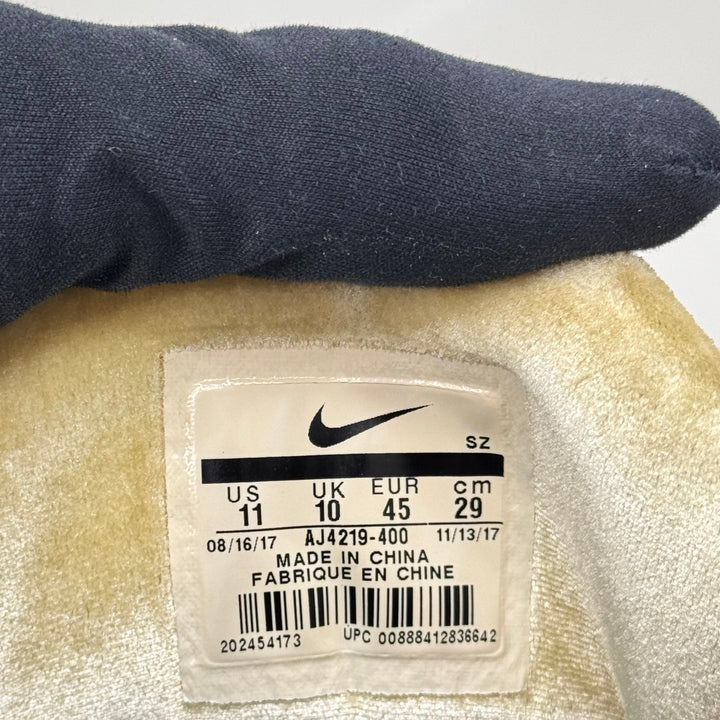 SZ
US UK EUR cm
11 10 45 29
08/16/17 AJ4219-400 11/13/17
MADE IN CHINA
FABRIQUE EN CHINE
202454173 UPC 00888412836642